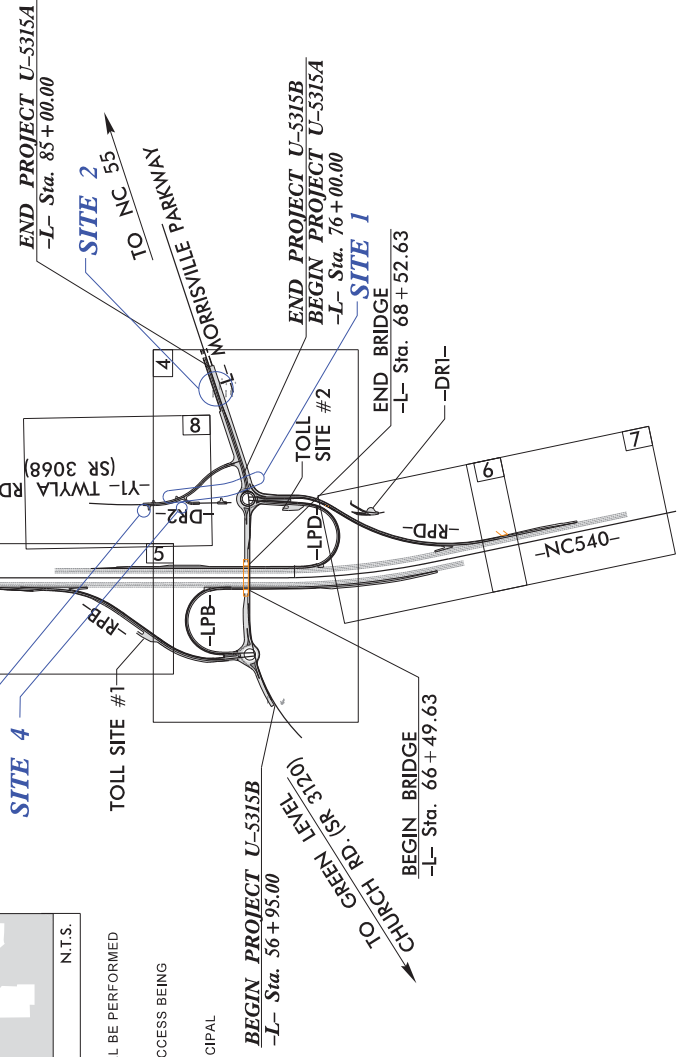 END PROJECT U-5315A
-L- Sta. 85+00.00
SITE 2
TO NC 55
-L- MORRISVILLE PARKWAY
END PROJECT U-5315B
BEGIN PROJECT U-5315A
-L- Sta. 76+00.00
SITE 1
END BRIDGE
-L- Sta. 68+52.63
-DR1-
4
8
-Y1- TWYLA RD
(SR 3068)
-DR2-
TOLL
SITE #2
-LPD-
-RPD-
6
7
-NC540-
5
-RPB-
-LPB-
SITE 4
TOLL SITE #1
BEGIN PROJECT U-5315B
-L- Sta. 56+95.00
TO GREEN LEVEL
CHURCH RD. (SR 3120)
BEGIN BRIDGE
-L- Sta. 66+49.63
N.T.S.
L BE PERFORMED
CCESS BEING
CIPAL